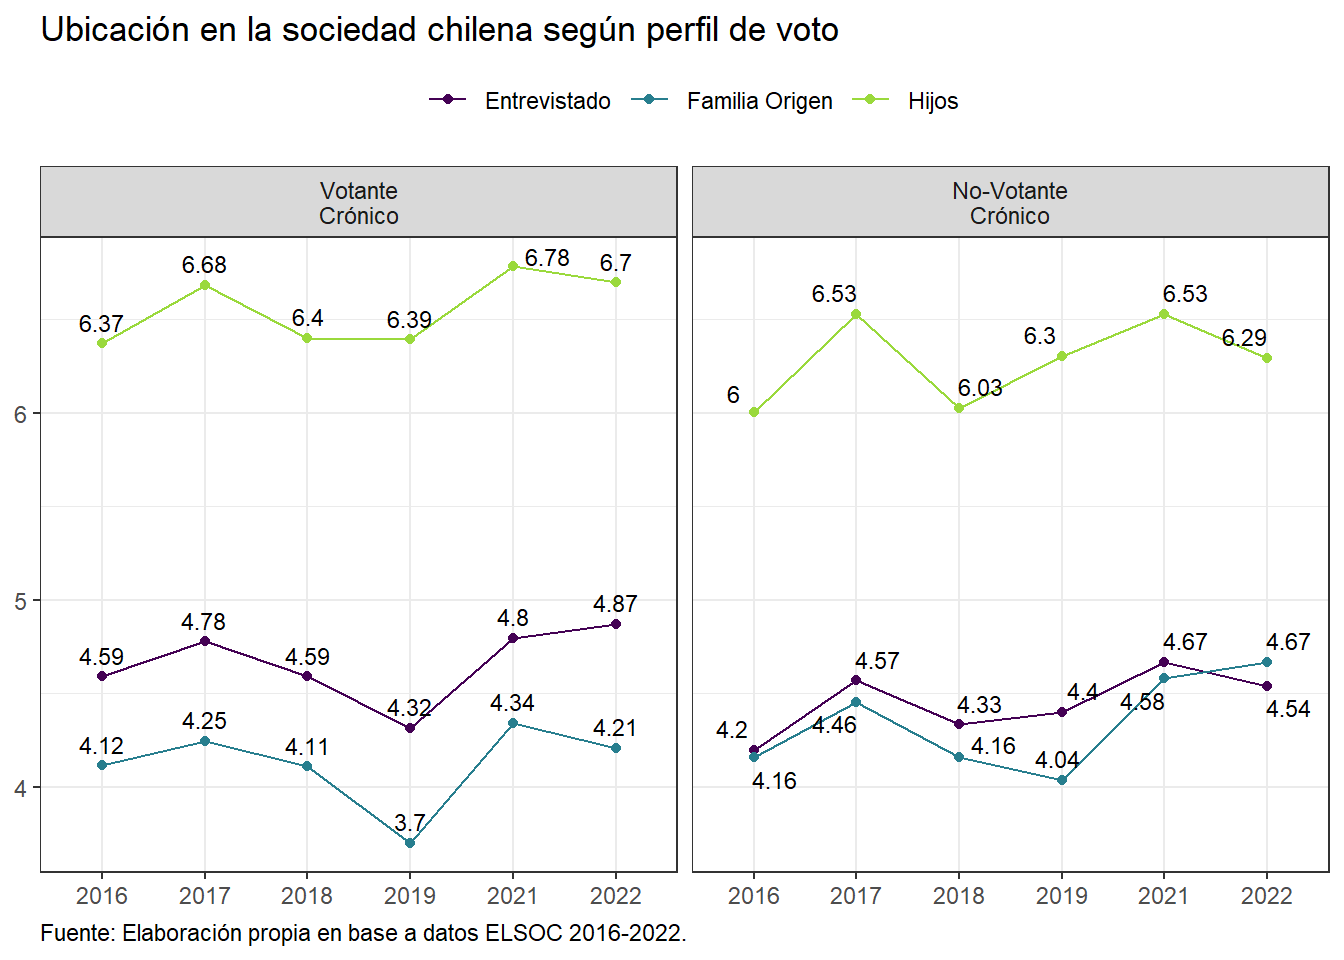 Ubicación en la sociedad chilena según perfil de voto
Entrevistado Familia Origen Hijos
Votante
Crónico
No-Votante
Crónico
6.37 6.68 6.4 6.39 6.78 6.7
4.59 4.78 4.59 4.32 4.8 4.87
4.12 4.25 4.11 3.7 4.34 4.21
6 6.53 6.03 6.3 6.53 6.29
4.2 4.57 4.33 4.4 4.67 4.54
4.16 4.46 4.16 4.04 4.58 4.67
6
5
4
2016 2017 2018 2019 2021 2022
2016 2017 2018 2019 2021 2022
Fuente: Elaboración propia en base a datos ELSOC 2016-2022.